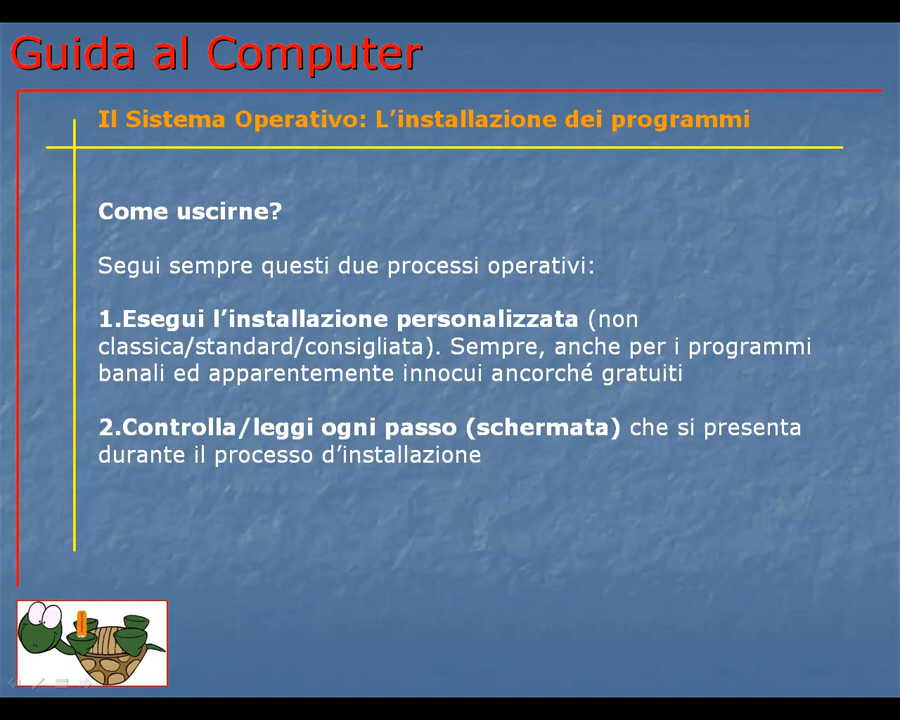 Guida al Computer
Il Sistema Operativo: L’installazione dei programmi
Come uscirne?
Segui sempre questi due processi operativi:
1.Esegui l’installazione personalizzata (non
classica/standard/consigliata). Sempre, anche per i programmi
banali ed apparentemente innocui ancorché gratuiti
2.Controlla/leggi ogni passo (schermata) che si presenta
durante il processo d’installazione